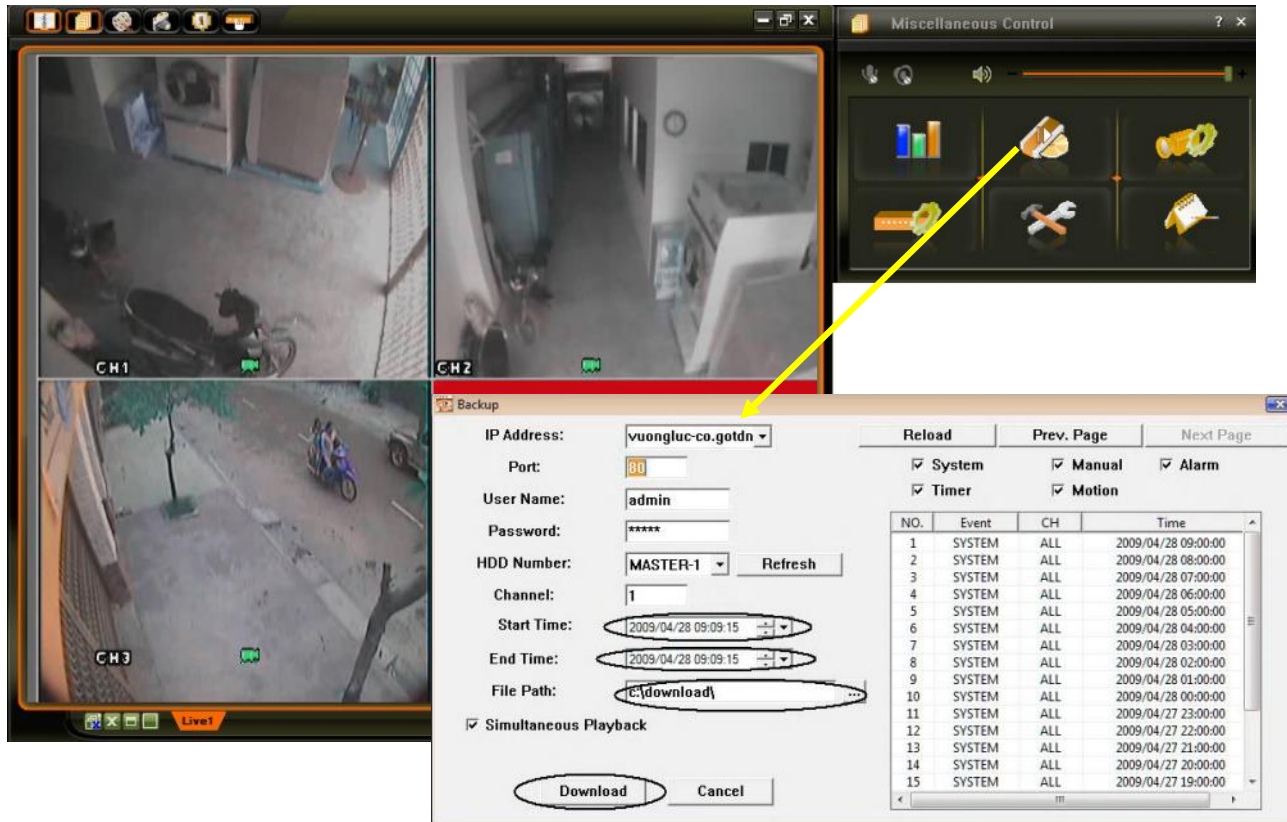 Miscellaneous Control
? ×
CH1
CH2
CH3
Live1
Backup
IP Address: vuongluc-co.gotdn
Port: 80
User Name: admin
Password: *****
HDD Number: MASTER-1 Refresh
Channel: 1
Start Time: 2009/04/28 09:09:15
End Time: 2009/04/28 09:09:15
File Path: c:\download\ ...
Simultaneous Playback
Download Cancel
Reload Prev. Page Next Page
System Manual Alarm
Timer Motion
NO. Event CH Time
1 SYSTEM ALL 2009/04/28 09:00:00
2 SYSTEM ALL 2009/04/28 08:00:00
3 SYSTEM ALL 2009/04/28 07:00:00
4 SYSTEM ALL 2009/04/28 06:00:00
5 SYSTEM ALL 2009/04/28 05:00:00
6 SYSTEM ALL 2009/04/28 04:00:00
7 SYSTEM ALL 2009/04/28 03:00:00
8 SYSTEM ALL 2009/04/28 02:00:00
9 SYSTEM ALL 2009/04/28 01:00:00
10 SYSTEM ALL 2009/04/28 00:00:00
11 SYSTEM ALL 2009/04/27 23:00:00
12 SYSTEM ALL 2009/04/27 22:00:00
13 SYSTEM ALL 2009/04/27 21:00:00
14 SYSTEM ALL 2009/04/27 20:00:00
15 SYSTEM ALL 2009/04/27 19:00:00